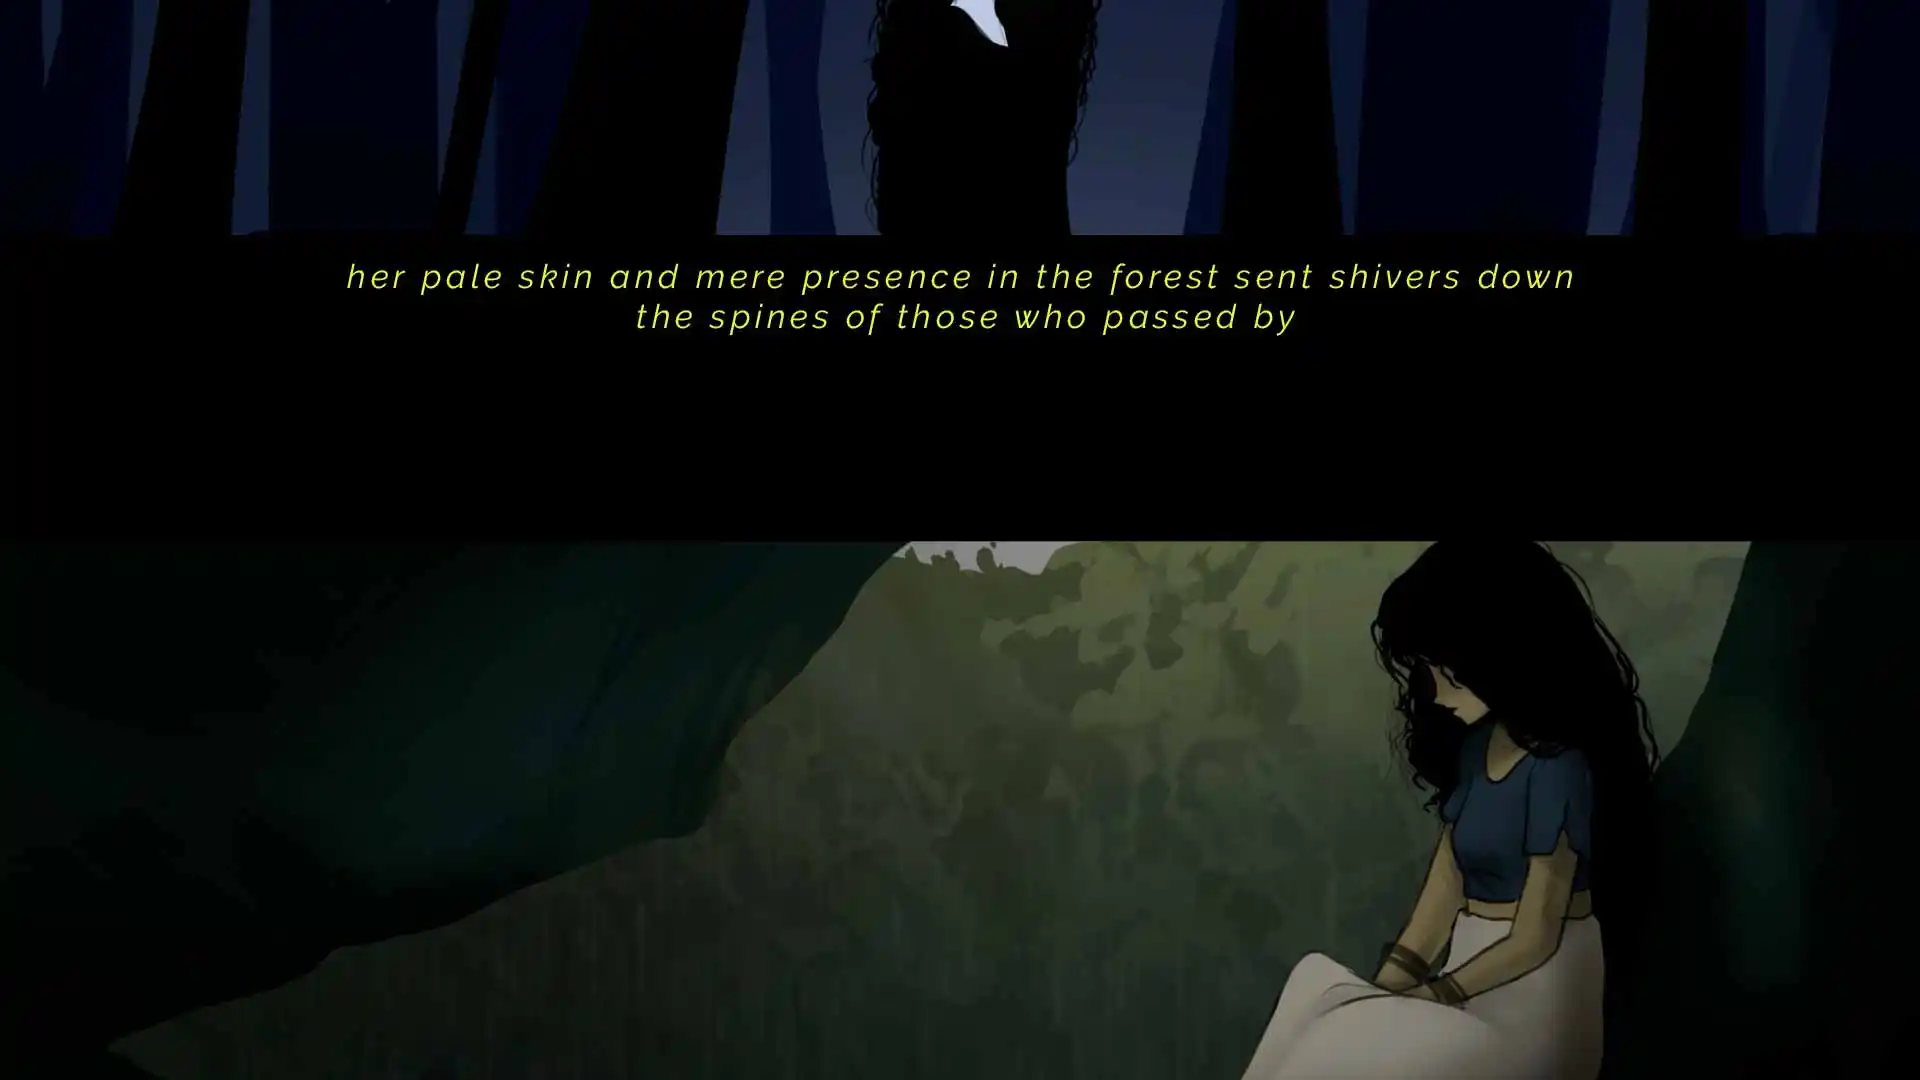 her pale skin and mere presence in the forest sent shivers down
the spines of those who passed by